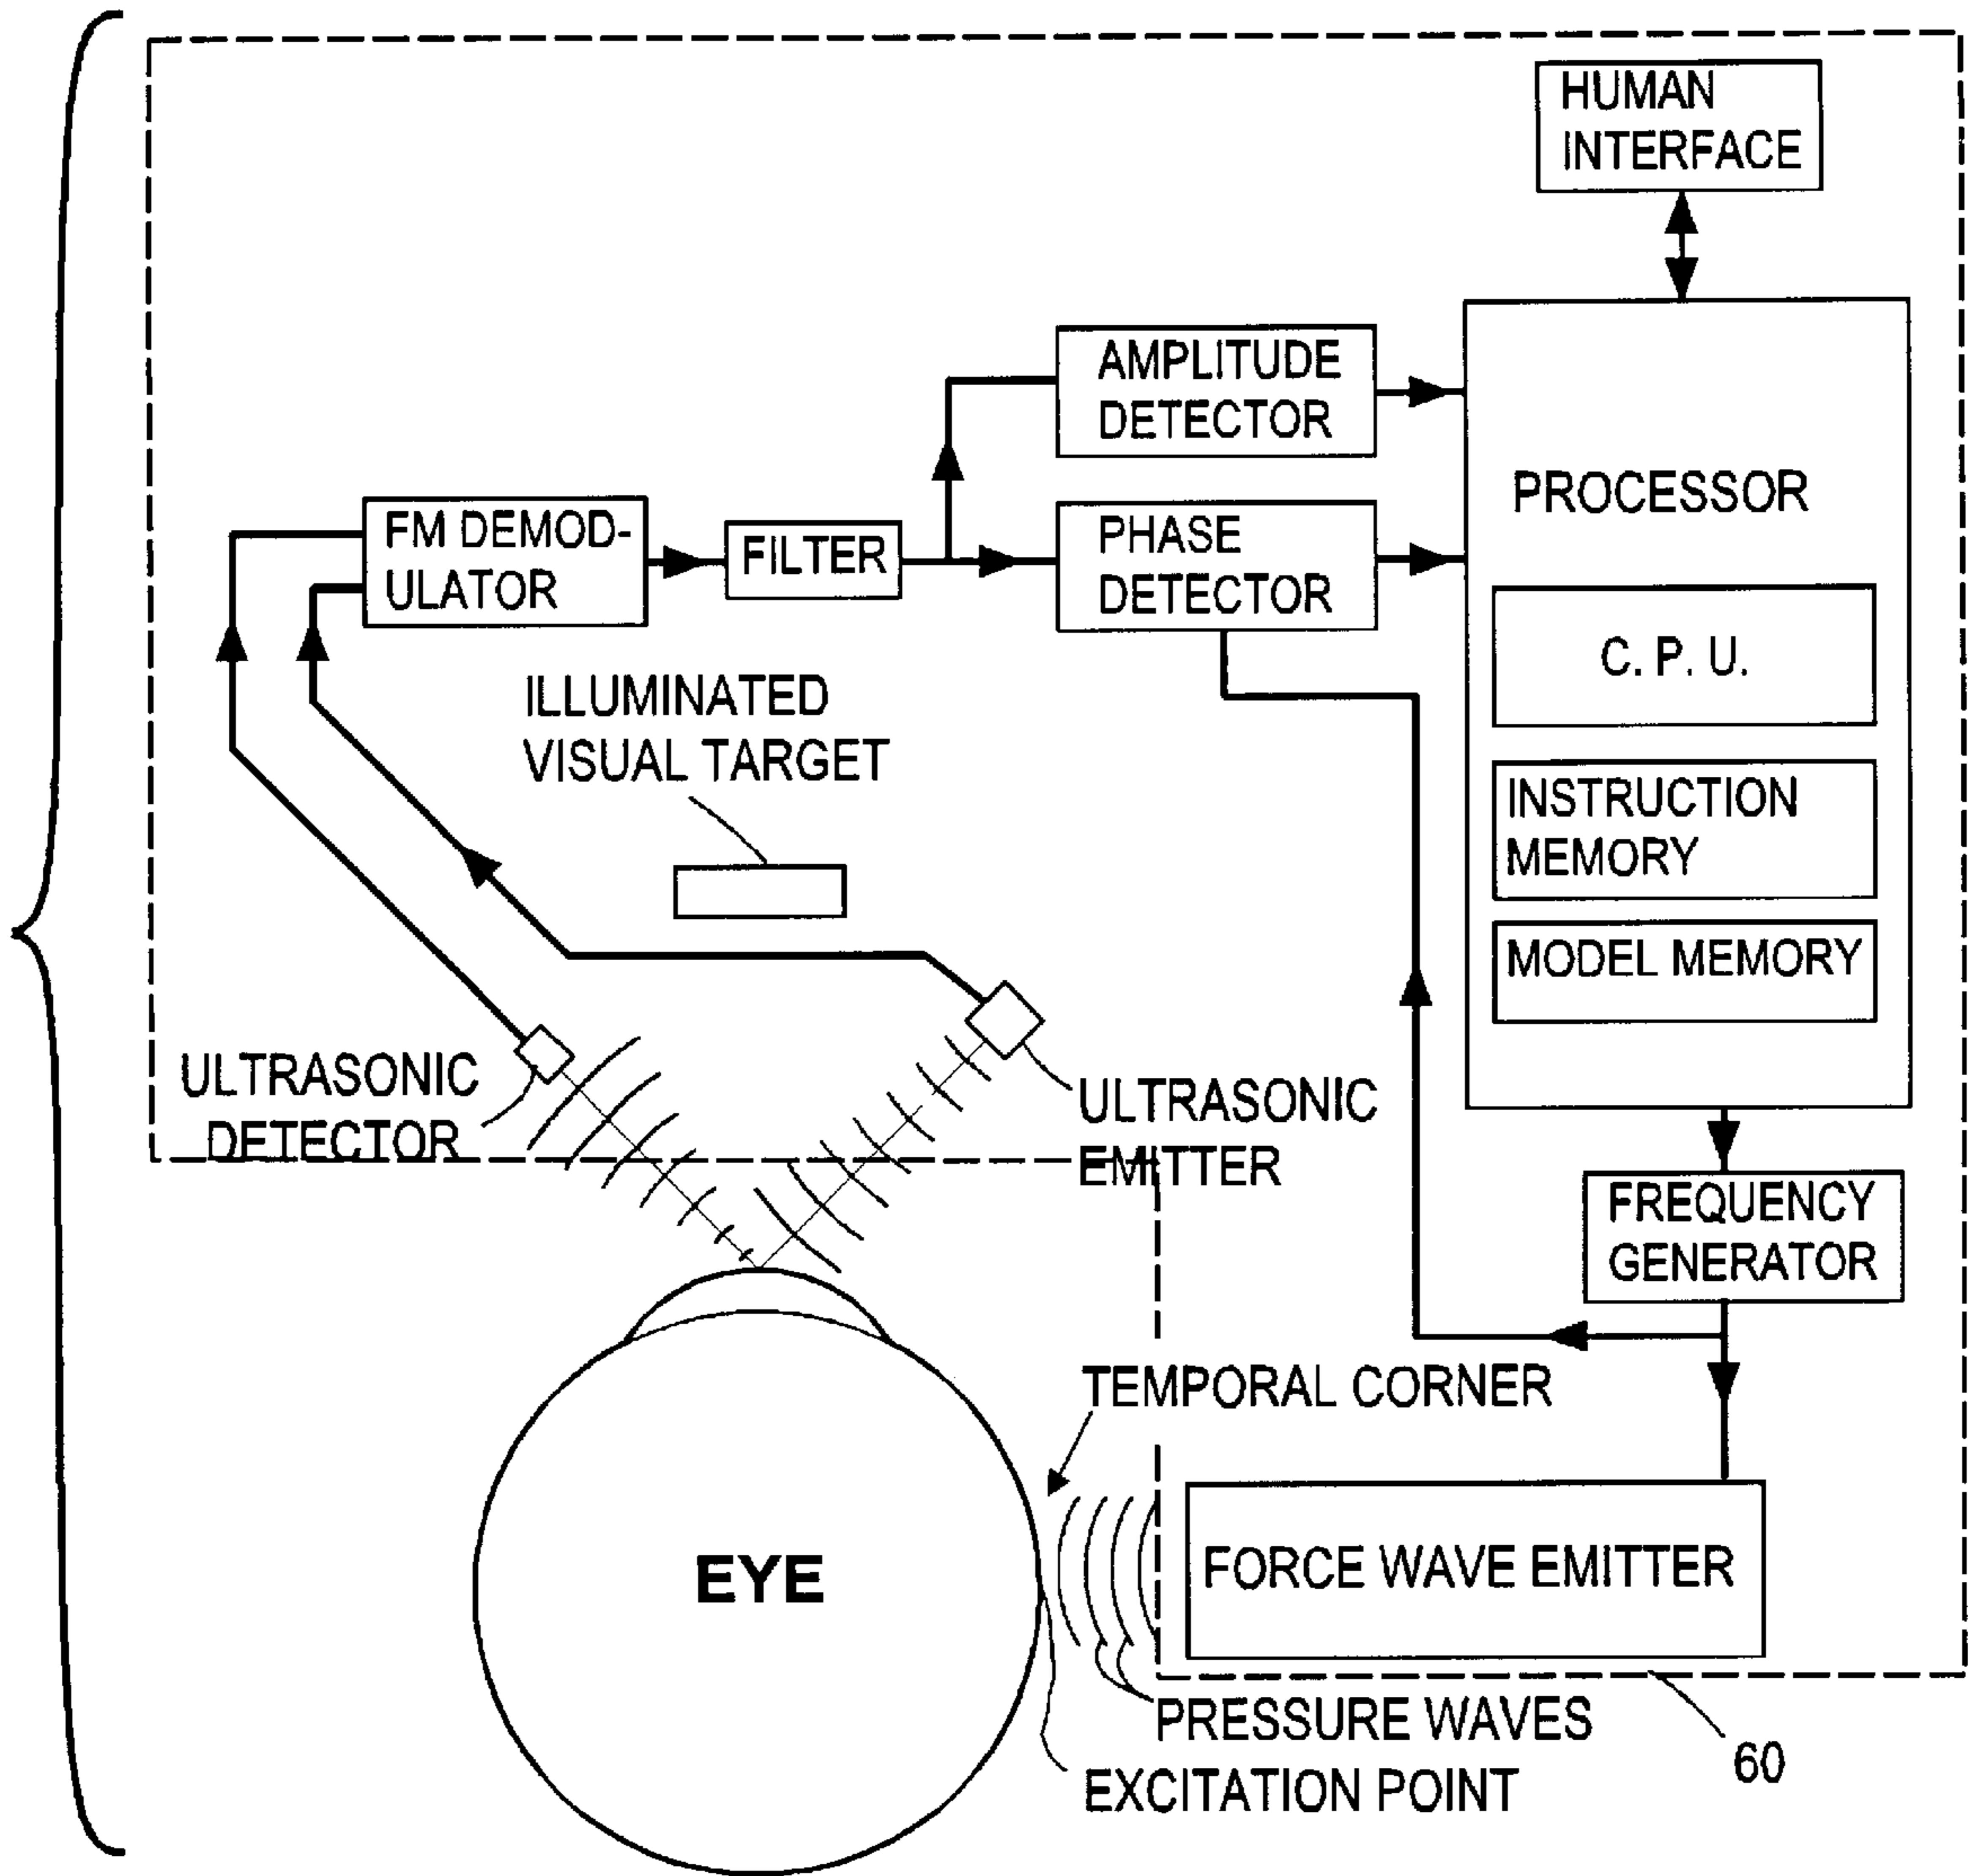 HUMAN
INTERFACE
AMPLITUDE
DETECTOR
PROCESSOR
FM DEMOD-
ULATOR
FILTER
PHASE
DETECTOR
C. P. U.
ILLUMINATED
VISUAL TARGET
INSTRUCTION
MEMORY
MODEL MEMORY
ULTRASONIC
DETECTOR
ULTRASONIC
EMITTER
FREQUENCY
GENERATOR
TEMPORAL CORNER
EYE
FORCE WAVE EMITTER
PRESSURE WAVES
60
EXCITATION POINT